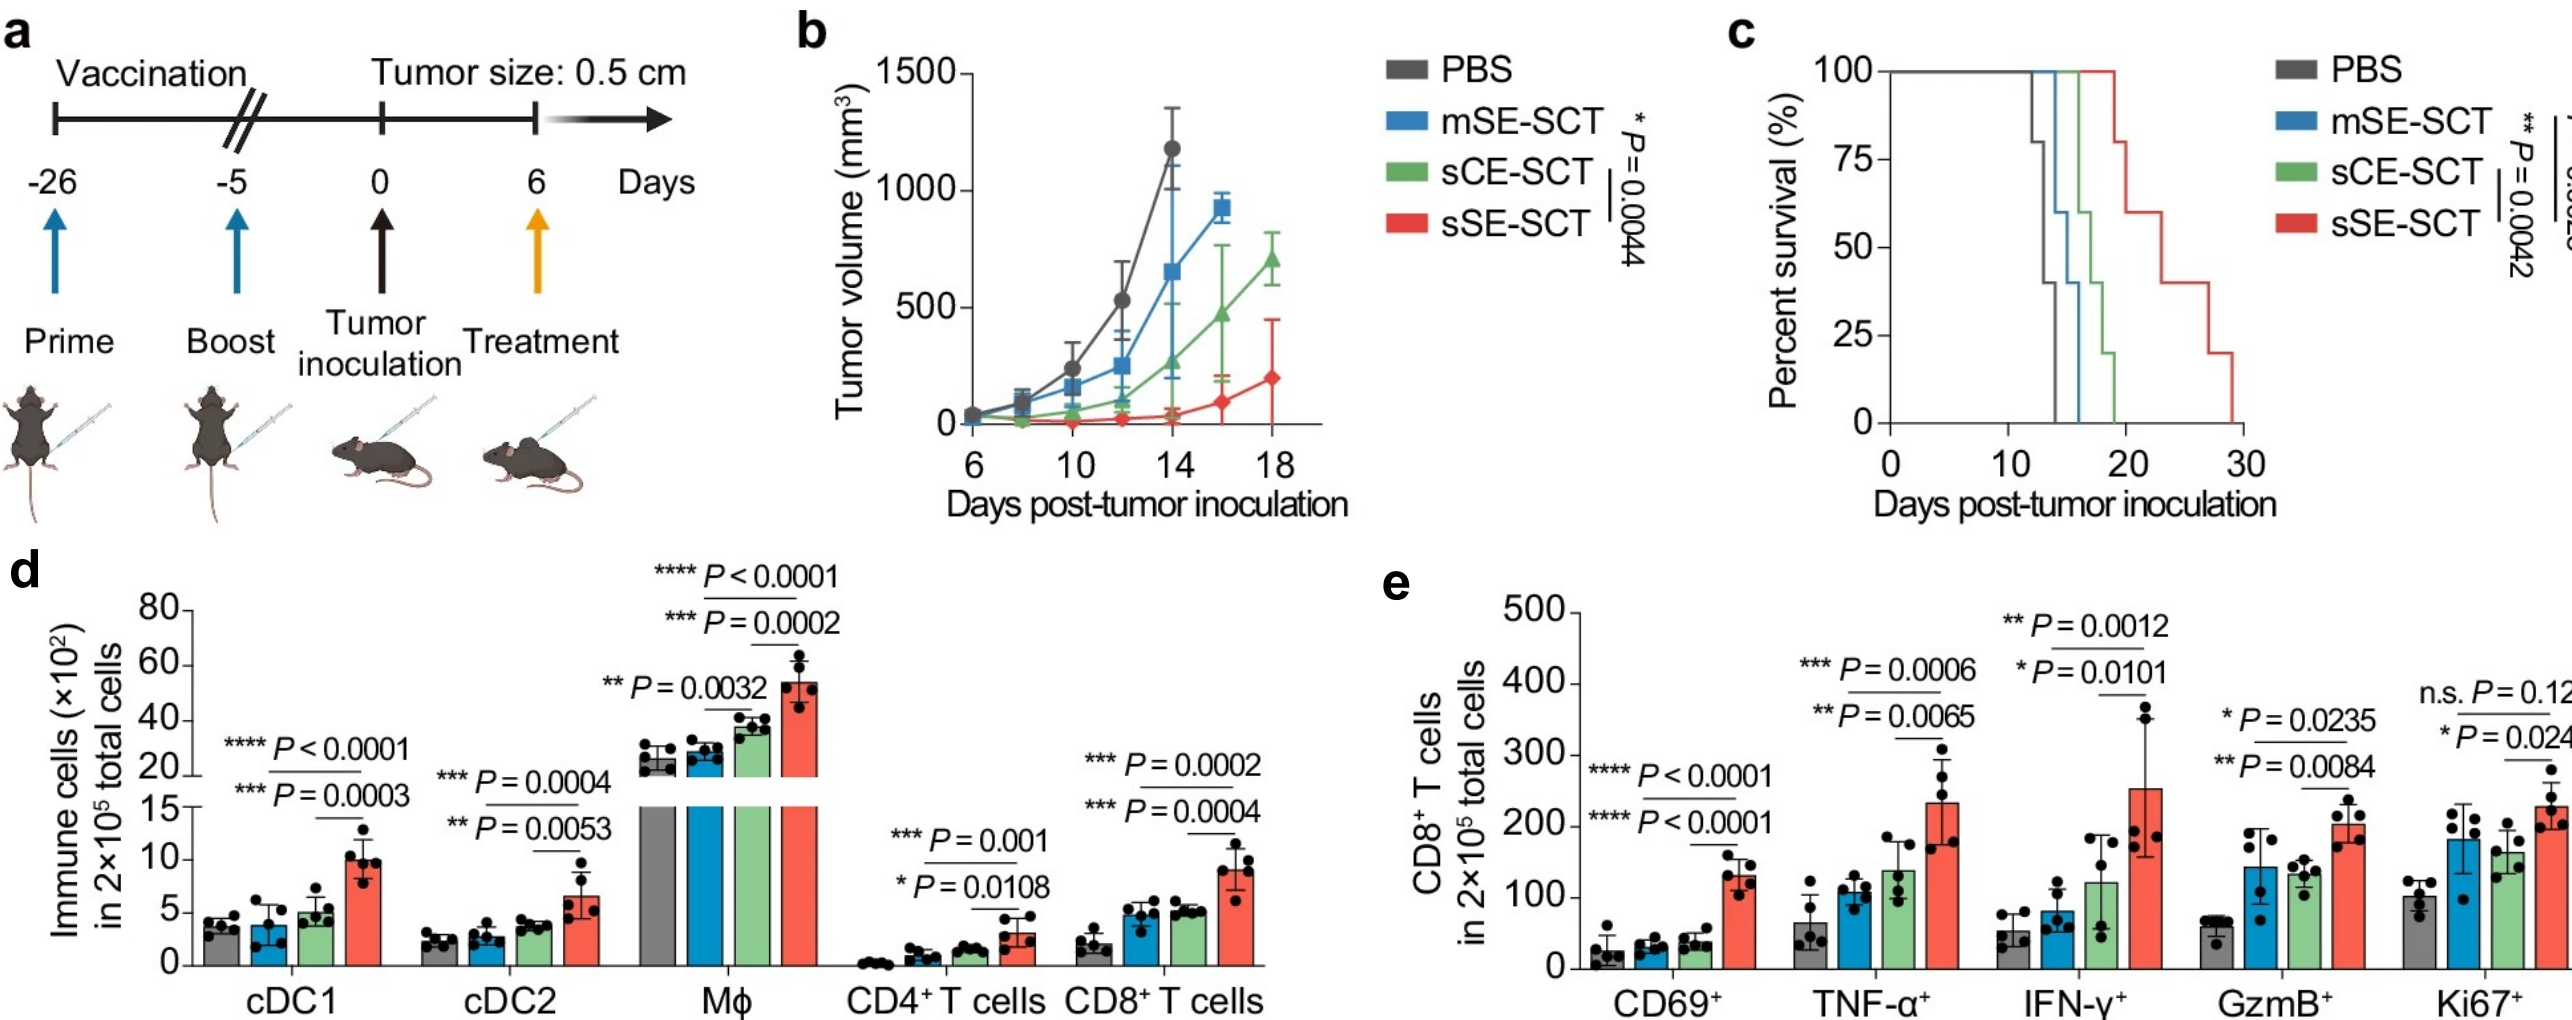 a
Vaccination
Tumor size: 0.5 cm
-26
-5
0
6
Days
Prime
Boost
Tumor
inoculation
Treatment
b
Tumor volume (mm³)
1500
1000
500
0
6
10
14
18
Days post-tumor inoculation
PBS
mSE-SCT
sCE-SCT
sSE-SCT
* P = 0.0044
c
Percent survival (%)
100
75
50
25
0
0
10
20
30
Days post-tumor inoculation
PBS
mSE-SCT
sCE-SCT
sSE-SCT
** P = 0.0042
d
Immune cells (×10²)
in 2×10⁵ total cells
80
60
40
20
15
10
5
0
**** P < 0.0001
*** P = 0.0003
*** P = 0.0004
** P = 0.0053
**** P < 0.0001
*** P = 0.0002
** P = 0.0032
*** P = 0.001
* P = 0.0108
*** P = 0.0002
*** P = 0.0004
cDC1
cDC2
Mϕ
CD4⁺ T cells
CD8⁺ T cells
e
CD8⁺ T cells
in 2×10⁵ total cells
500
400
300
200
100
0
**** P < 0.0001
**** P < 0.0001
*** P = 0.0006
** P = 0.0065
** P = 0.0012
* P = 0.0101
* P = 0.0235
** P = 0.0084
n.s. P = 0.12
* P = 0.024
CD69⁺
TNF-α⁺
IFN-γ⁺
GzmB⁺
Ki67⁺